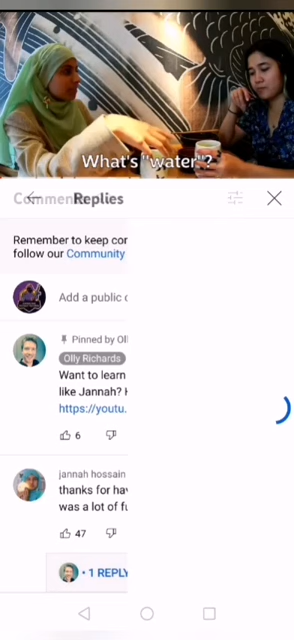 What's "water"?
Comments
Replies
Remember to keep cor
follow our Community
Add a public c
Pinned by Oll
Olly Richards
Want to learn
like Jannah? H
https://youtu.
6
jannah hossain
thanks for hav
was a lot of fu
47
• 1 REPLY